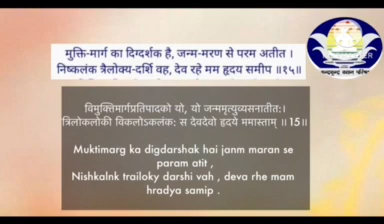 मुक्ति-मार्ग का दिग्दर्शक है, जन्म-मरण से परम अतीत ।
निष्कलंक त्रैलोक्य-दर्शि वह, देव रहे मम हृदय समीप ॥१५॥
विमुक्तिमार्गप्रतिपादको यो, यो जन्ममृत्युव्यसनातीतः।
त्रिलोकलोकी विकलोऽकलंकः स देवदेवो हृदये ममास्ताम् ॥15॥
Muktimarg ka digdarshak hai janm maran se
param atit ,
Nishkalnk trailoky darshi vah , deva rhe mam
hradya samip .